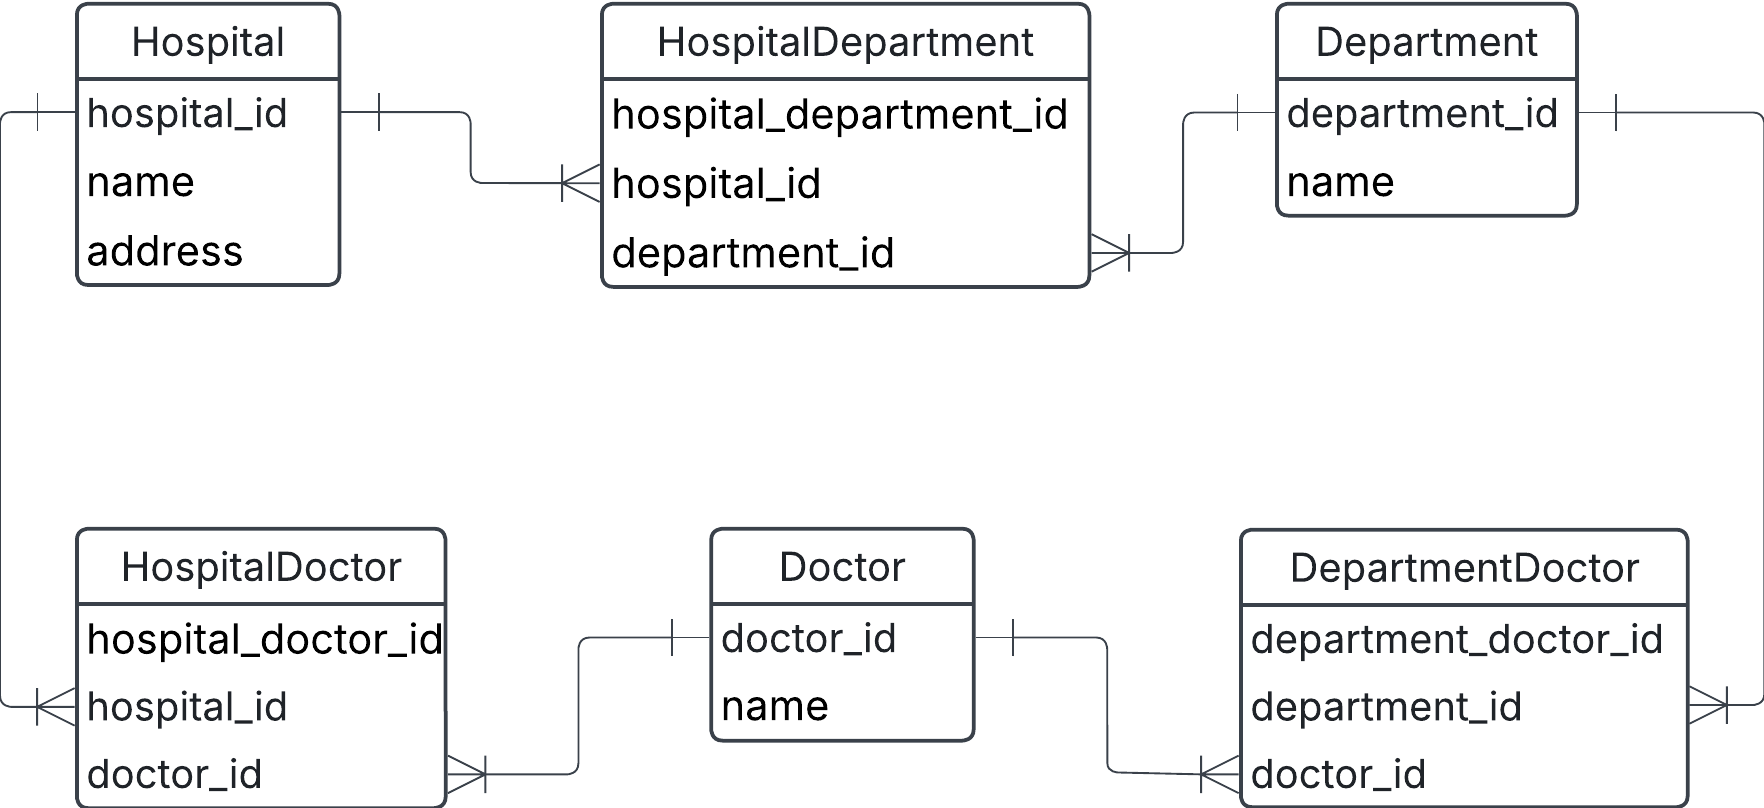 Hospital
hospital_id
name
address
HospitalDepartment
hospital_department_id
hospital_id
department_id
Department
department_id
name
HospitalDoctor
hospital_doctor_id
hospital_id
doctor_id
Doctor
doctor_id
name
DepartmentDoctor
department_doctor_id
department_id
doctor_id